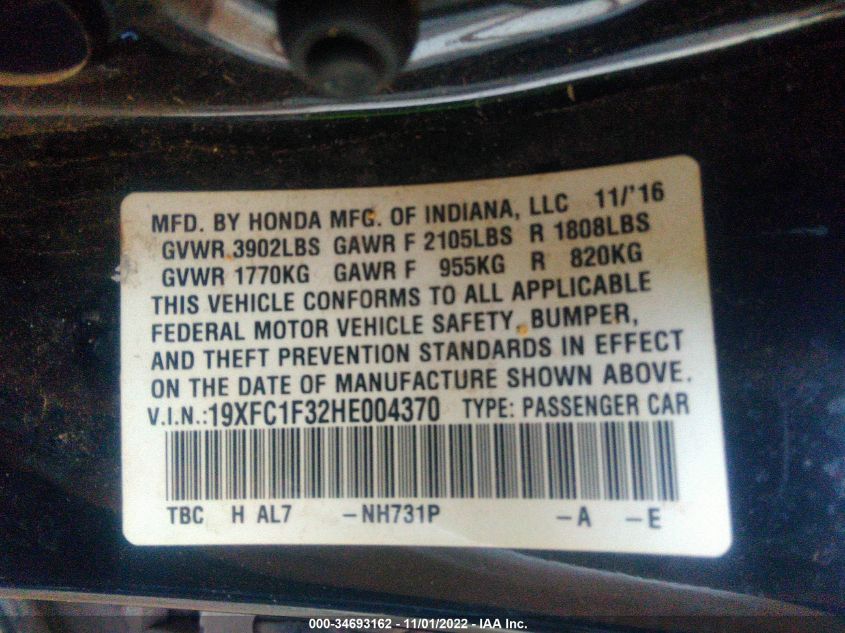 MFD. BY HONDA MFG. OF INDIANA, LLC 11/'16
GVWR 3902LBS GAWR F 2105LBS R 1808LBS
GVWR 1770KG GAWR F 955KG R 820KG
THIS VEHICLE CONFORMS TO ALL APPLICABLE
FEDERAL MOTOR VEHICLE SAFETY, BUMPER,
AND THEFT PREVENTION STANDARDS IN EFFECT
ON THE DATE OF MANUFACTURE SHOWN ABOVE.
V.I.N.:19XFC1F32HE004370 TYPE: PASSENGER CAR
TBC H AL7 -NH731P -A -E
000-34693162 - 11/01/2022 - IAA Inc.